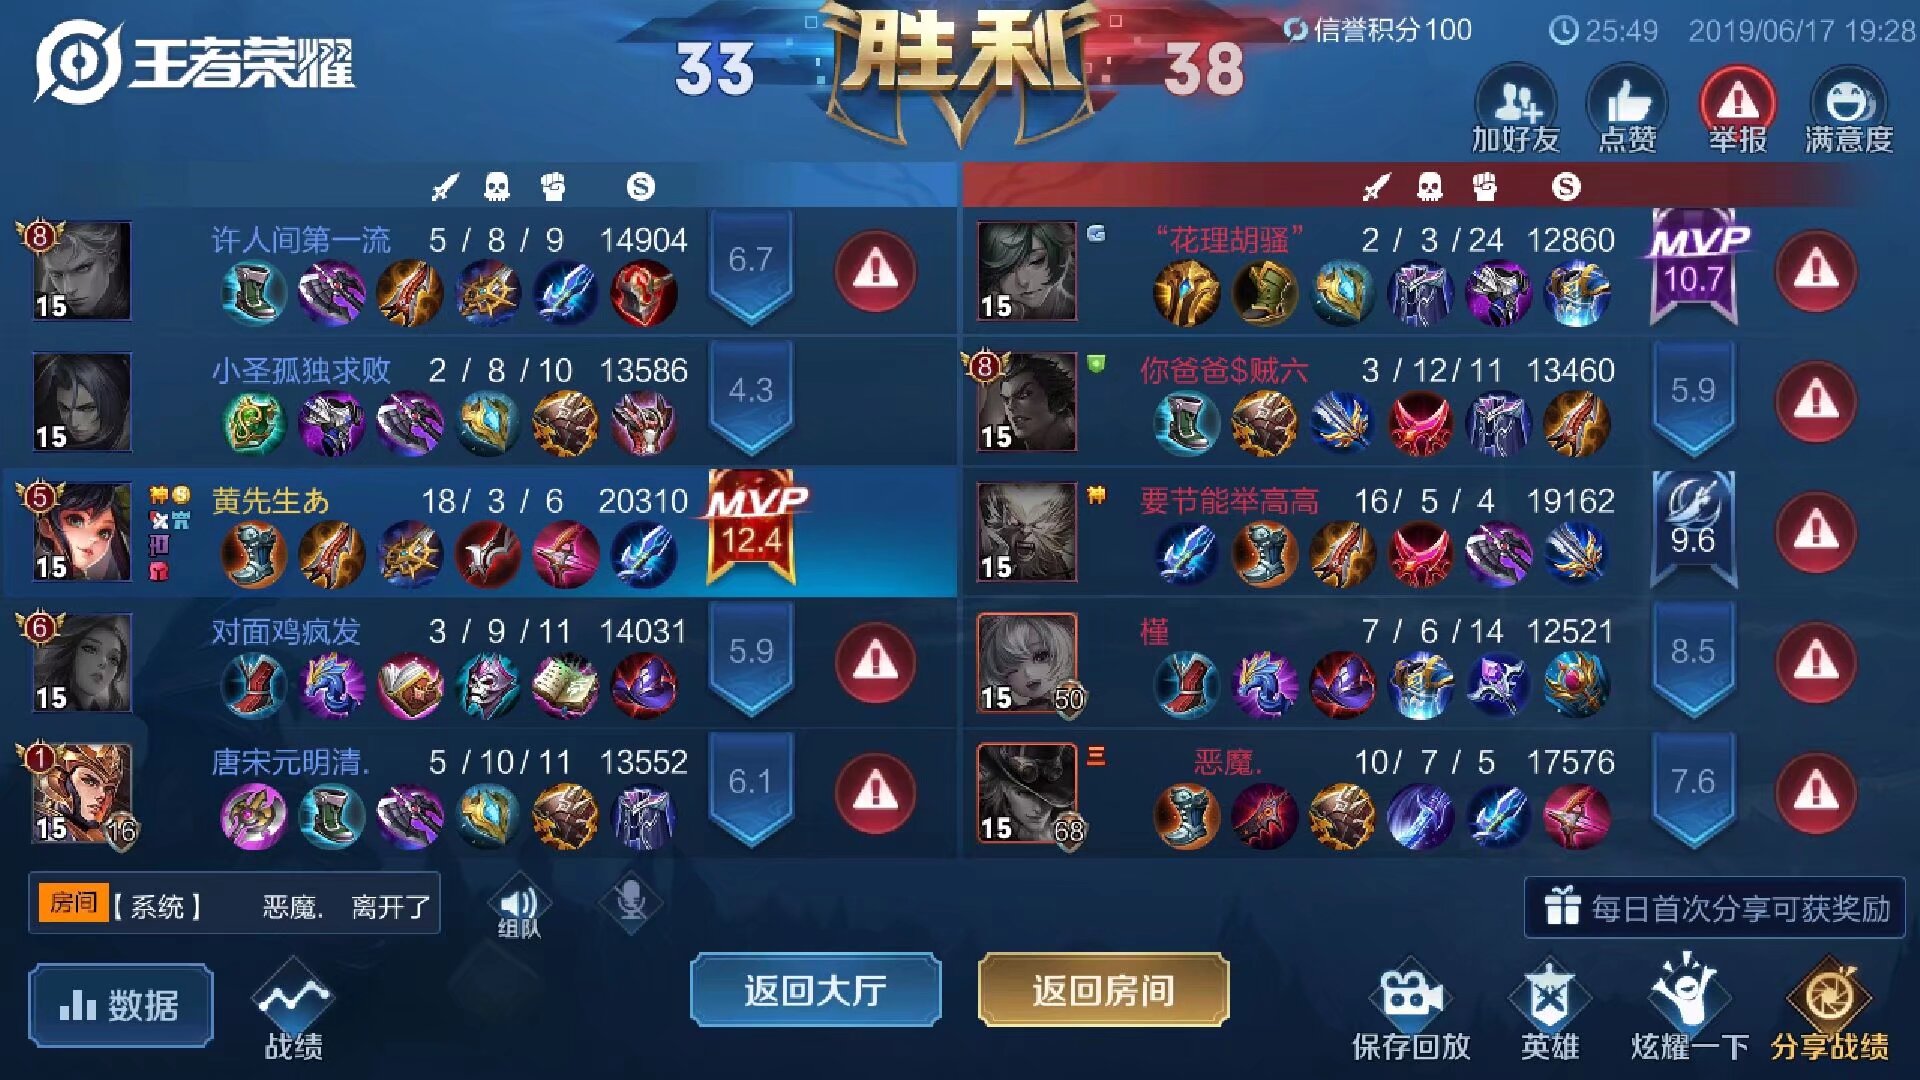 王者荣耀
33 胜利 38
信誉积分100 25:49 2019/06/17 19:28
加好友 点赞 举报 满意度
8 15 许人间第一流 5 / 8 / 9 14904 6.7
15 “花理胡骚” 2 / 3 / 24 12860 MVP 10.7
15 小圣孤独求败 2 / 8 / 10 13586 4.3
8 15 你爸爸$贼六 3 / 12 / 11 13460 5.9
5 15 神 黄先生あ 18 / 3 / 6 20310 MVP 12.4
15 神 要节能举高高 16 / 5 / 4 19162 9.6
6 15 对面鸡疯发 3 / 9 / 11 14031 5.9
15 50 槿 7 / 6 / 14 12521 8.5
1 15 16 唐宋元明清. 5 / 10 / 11 13552 6.1
15 68 三 恶魔. 10 / 7 / 5 17576 7.6
房间 【系统】 恶魔. 离开了
组队
每日首次分享可获奖励
数据 战绩 返回大厅 返回房间 保存回放 英雄 炫耀一下 分享战绩